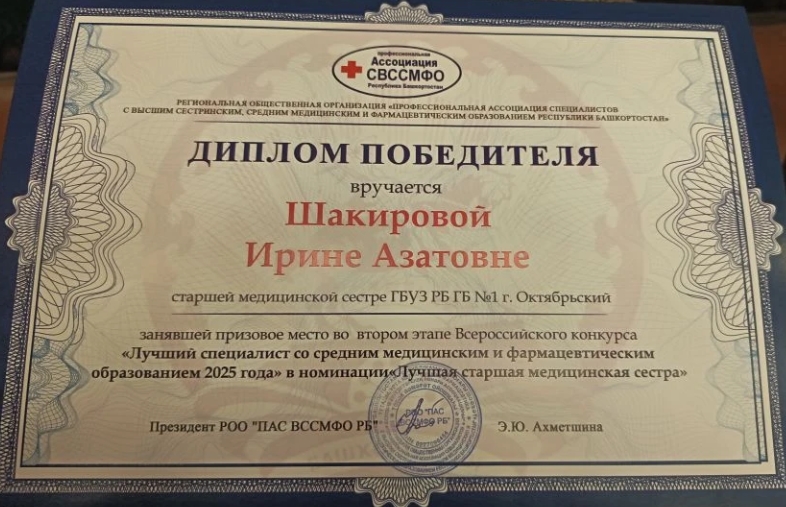 профессиональная
Ассоциация
СВССМФО
Республики Башкортостан
РЕГИОНАЛЬНАЯ ОБЩЕСТВЕННАЯ ОРГАНИЗАЦИЯ «ПРОФЕССИОНАЛЬНАЯ АССОЦИАЦИЯ СПЕЦИАЛИСТОВ
С ВЫСШИМ СЕСТРИНСКИМ, СРЕДНИМ МЕДИЦИНСКИМ И ФАРМАЦЕВТИЧЕСКИМ ОБРАЗОВАНИЕМ РЕСПУБЛИКИ БАШКОРТОСТАН»
ДИПЛОМ ПОБЕДИТЕЛЯ
вручается
Шакировой
Ирине Азатовне
старшей медицинской сестре ГБУЗ РБ ГБ №1 г. Октябрьский
занявшей призовое место во втором этапе Всероссийского конкурса
«Лучший специалист со средним медицинским и фармацевтическим
образованием 2025 года» в номинации«Лучшая старшая медицинская сестра»
Президент РОО "ПАС ВССМФО РБ"
Э.Ю. Ахметшина